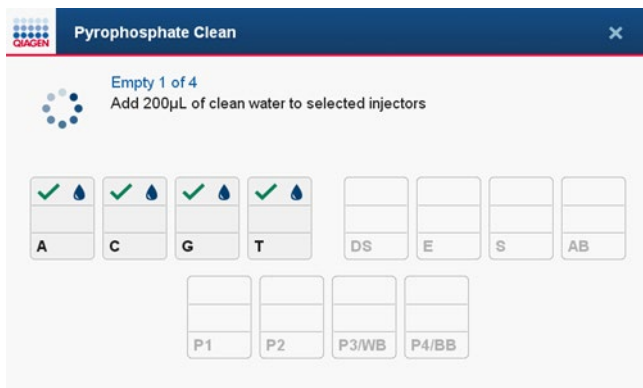 QIAGEN
Pyrophosphate Clean
Empty 1 of 4
Add 200µL of clean water to selected injectors
A C G T DS E S AB
P1 P2 P3/WB P4/BB